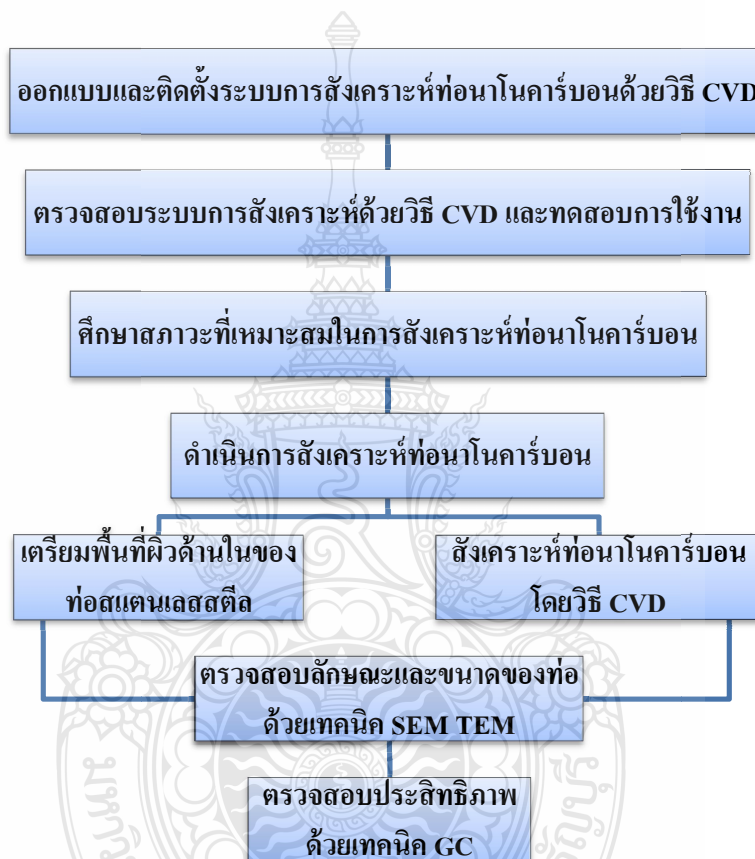 ออกแบบและติดตั้งระบบการสังเคราะห์ท่อนาโนคาร์บอนด้วยวิธี CVD
ตรวจสอบระบบการสังเคราะห์ด้วยวิธี CVD และทดสอบการใช้งาน
ศึกษาสภาวะที่เหมาะสมในการสังเคราะห์ท่อนาโนคาร์บอน
ดำเนินการสังเคราะห์ท่อนาโนคาร์บอน
เตรียมพื้นที่ผิวด้านในของ
ท่อสแตนเลสสตีล
สังเคราะห์ท่อนาโนคาร์บอน
โดยวิธี CVD
ตรวจสอบลักษณะและขนาดของท่อ
ด้วยเทคนิค SEM TEM
ตรวจสอบประสิทธิภาพ
ด้วยเทคนิค GC